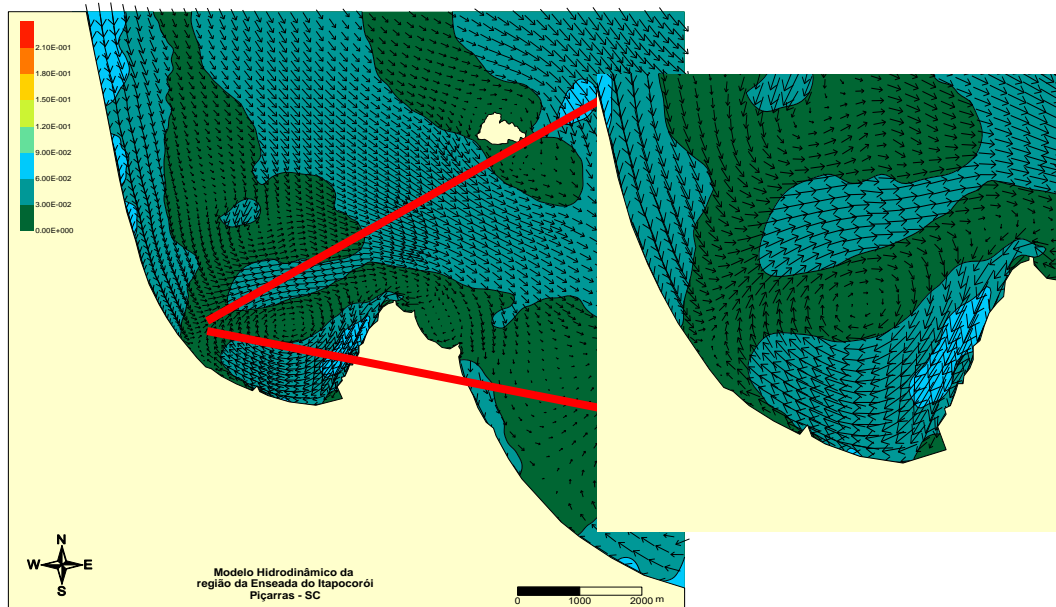 2.10E-001
1.80E-001
1.50E-001
1.20E-001
9.00E-002
6.00E-002
3.00E-002
0.00E+000
N
W E
S
Modelo Hidrodinâmico da
região da Enseada do Itapocorói
Piçarras - SC
0 1000 2000 m